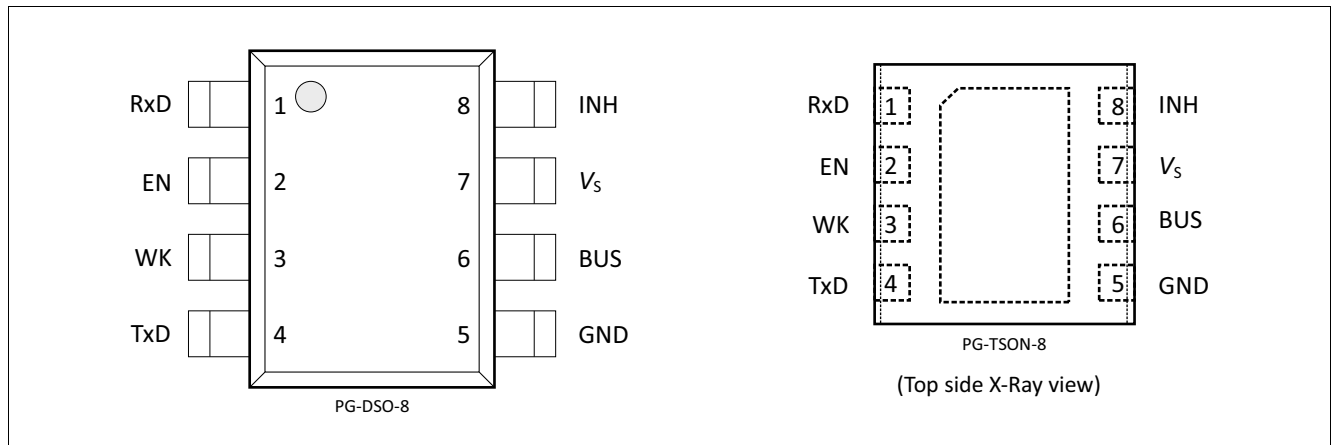 RxD 1 8 INH
EN 2 7 VS
WK 3 6 BUS
TxD 4 5 GND
PG-DSO-8
RxD 1 8 INH
EN 2 7 VS
WK 3 6 BUS
TxD 4 5 GND
PG-TSON-8
(Top side X-Ray view)